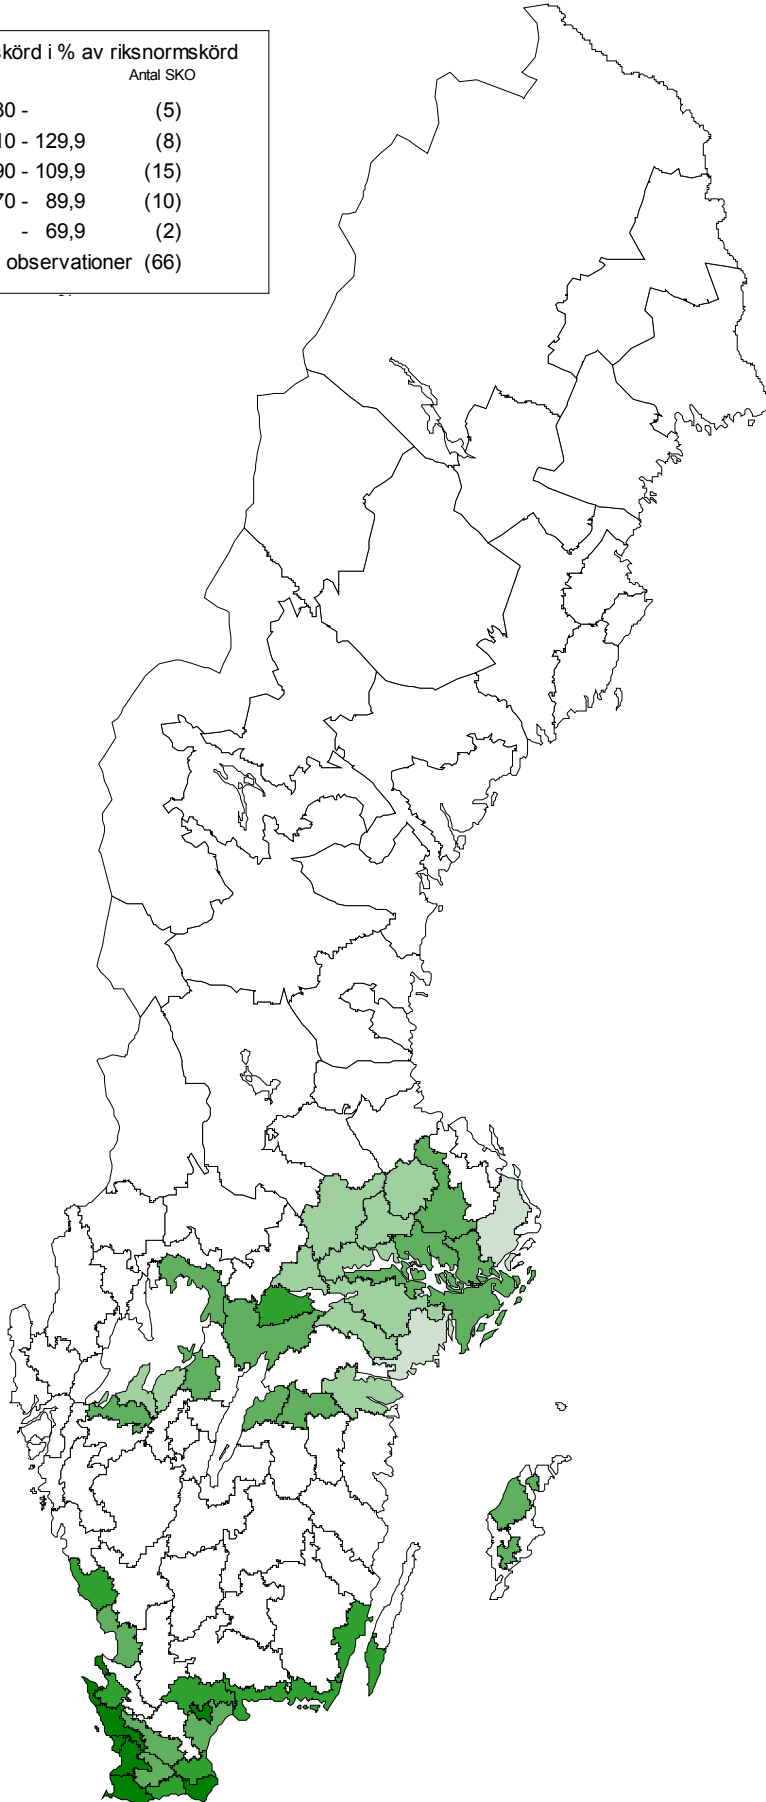 skörd i % av riksnormskörd
Antal SKO
30 - (5)
10 - 129,9 (8)
90 - 109,9 (15)
70 - 89,9 (10)
- 69,9 (2)
observationer (66)